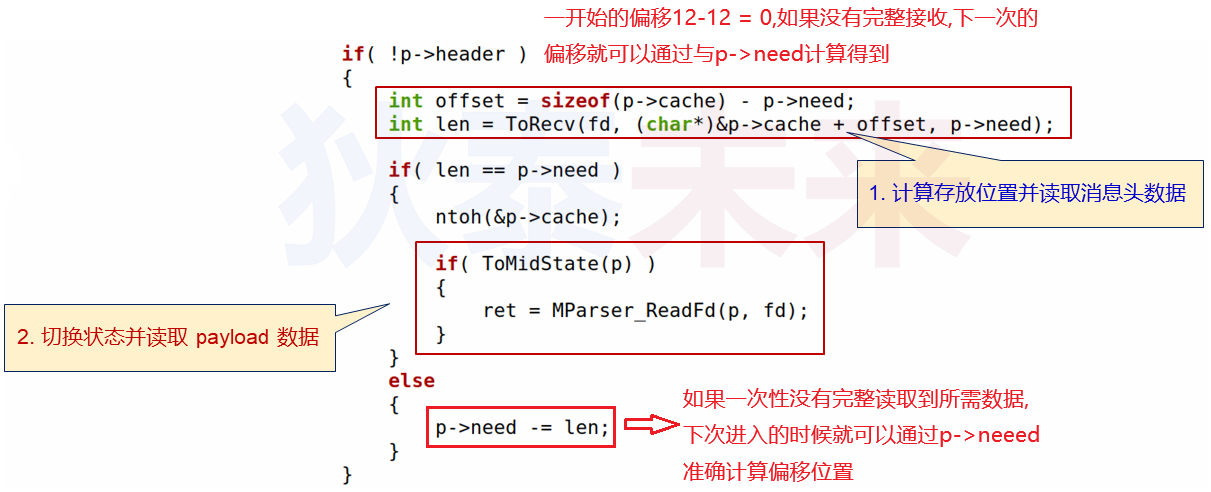 一开始的偏移12-12 = 0,如果没有完整接收,下一次的
偏移就可以通过与p->need计算得到
if( !p->header )
{
int offset = sizeof(p->cache) - p->need;
int len = ToRecv(fd, (char*)&p->cache + offset, p->need);
1. 计算存放位置并读取消息头数据
if( len == p->need )
{
ntoh(&p->cache);
if( ToMidState(p) )
{
ret = MParser_ReadFd(p, fd);
}
2. 切换状态并读取 payload 数据
}
else
{
p->need -= len;
如果一次性没有完整读取到所需数据,
下次进入的时候就可以通过p->neeed
准确计算偏移位置
}
}
狄泰未来